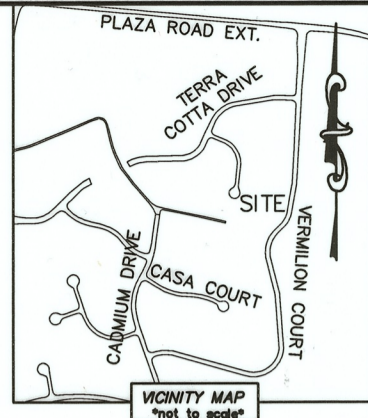 PLAZA ROAD EXT.
TERRA
COTTA DRIVE
SITE
VERMILION COURT
CADMIUM DRIVE
CASA COURT
VICINITY MAP
*not to scale*